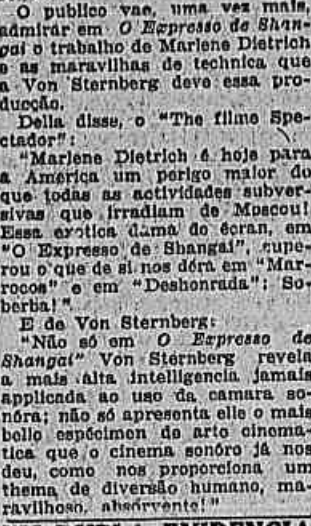 O publico vae, uma vez mais,
admirar em O Expresso de Shan-
gai o trabalho de Marlene Dietrich
e as maravilhas de technica que
a Von Sternberg deve essa pro-
ducção.
Della disse, o "The filme Spe-
ctador":
"Marlene Dietrich é hoje para
a America um perigo maior do
que todas as actividades subver-
sivas que irradiam de Moscou!
Essa exotica dama do écran, em
"O Expresso de Shangai", supe-
rou o que de si nos déra em "Mar-
rocos" e em "Deshonrada": So-
berba!".
E de Von Sternberg:
"Não só em O Expresso de
Shangai" Von Sternberg revela
a mais alta intelligencia jamais
applicada ao uso da camara so-
nóra; não só apresenta elle o mais
bello espécimen de arte cinema-
tica que o cinema sonóro já nos
deu, como nos proporciona um
thema de diversão humano, ma-
ravilhoso, absorvente!"